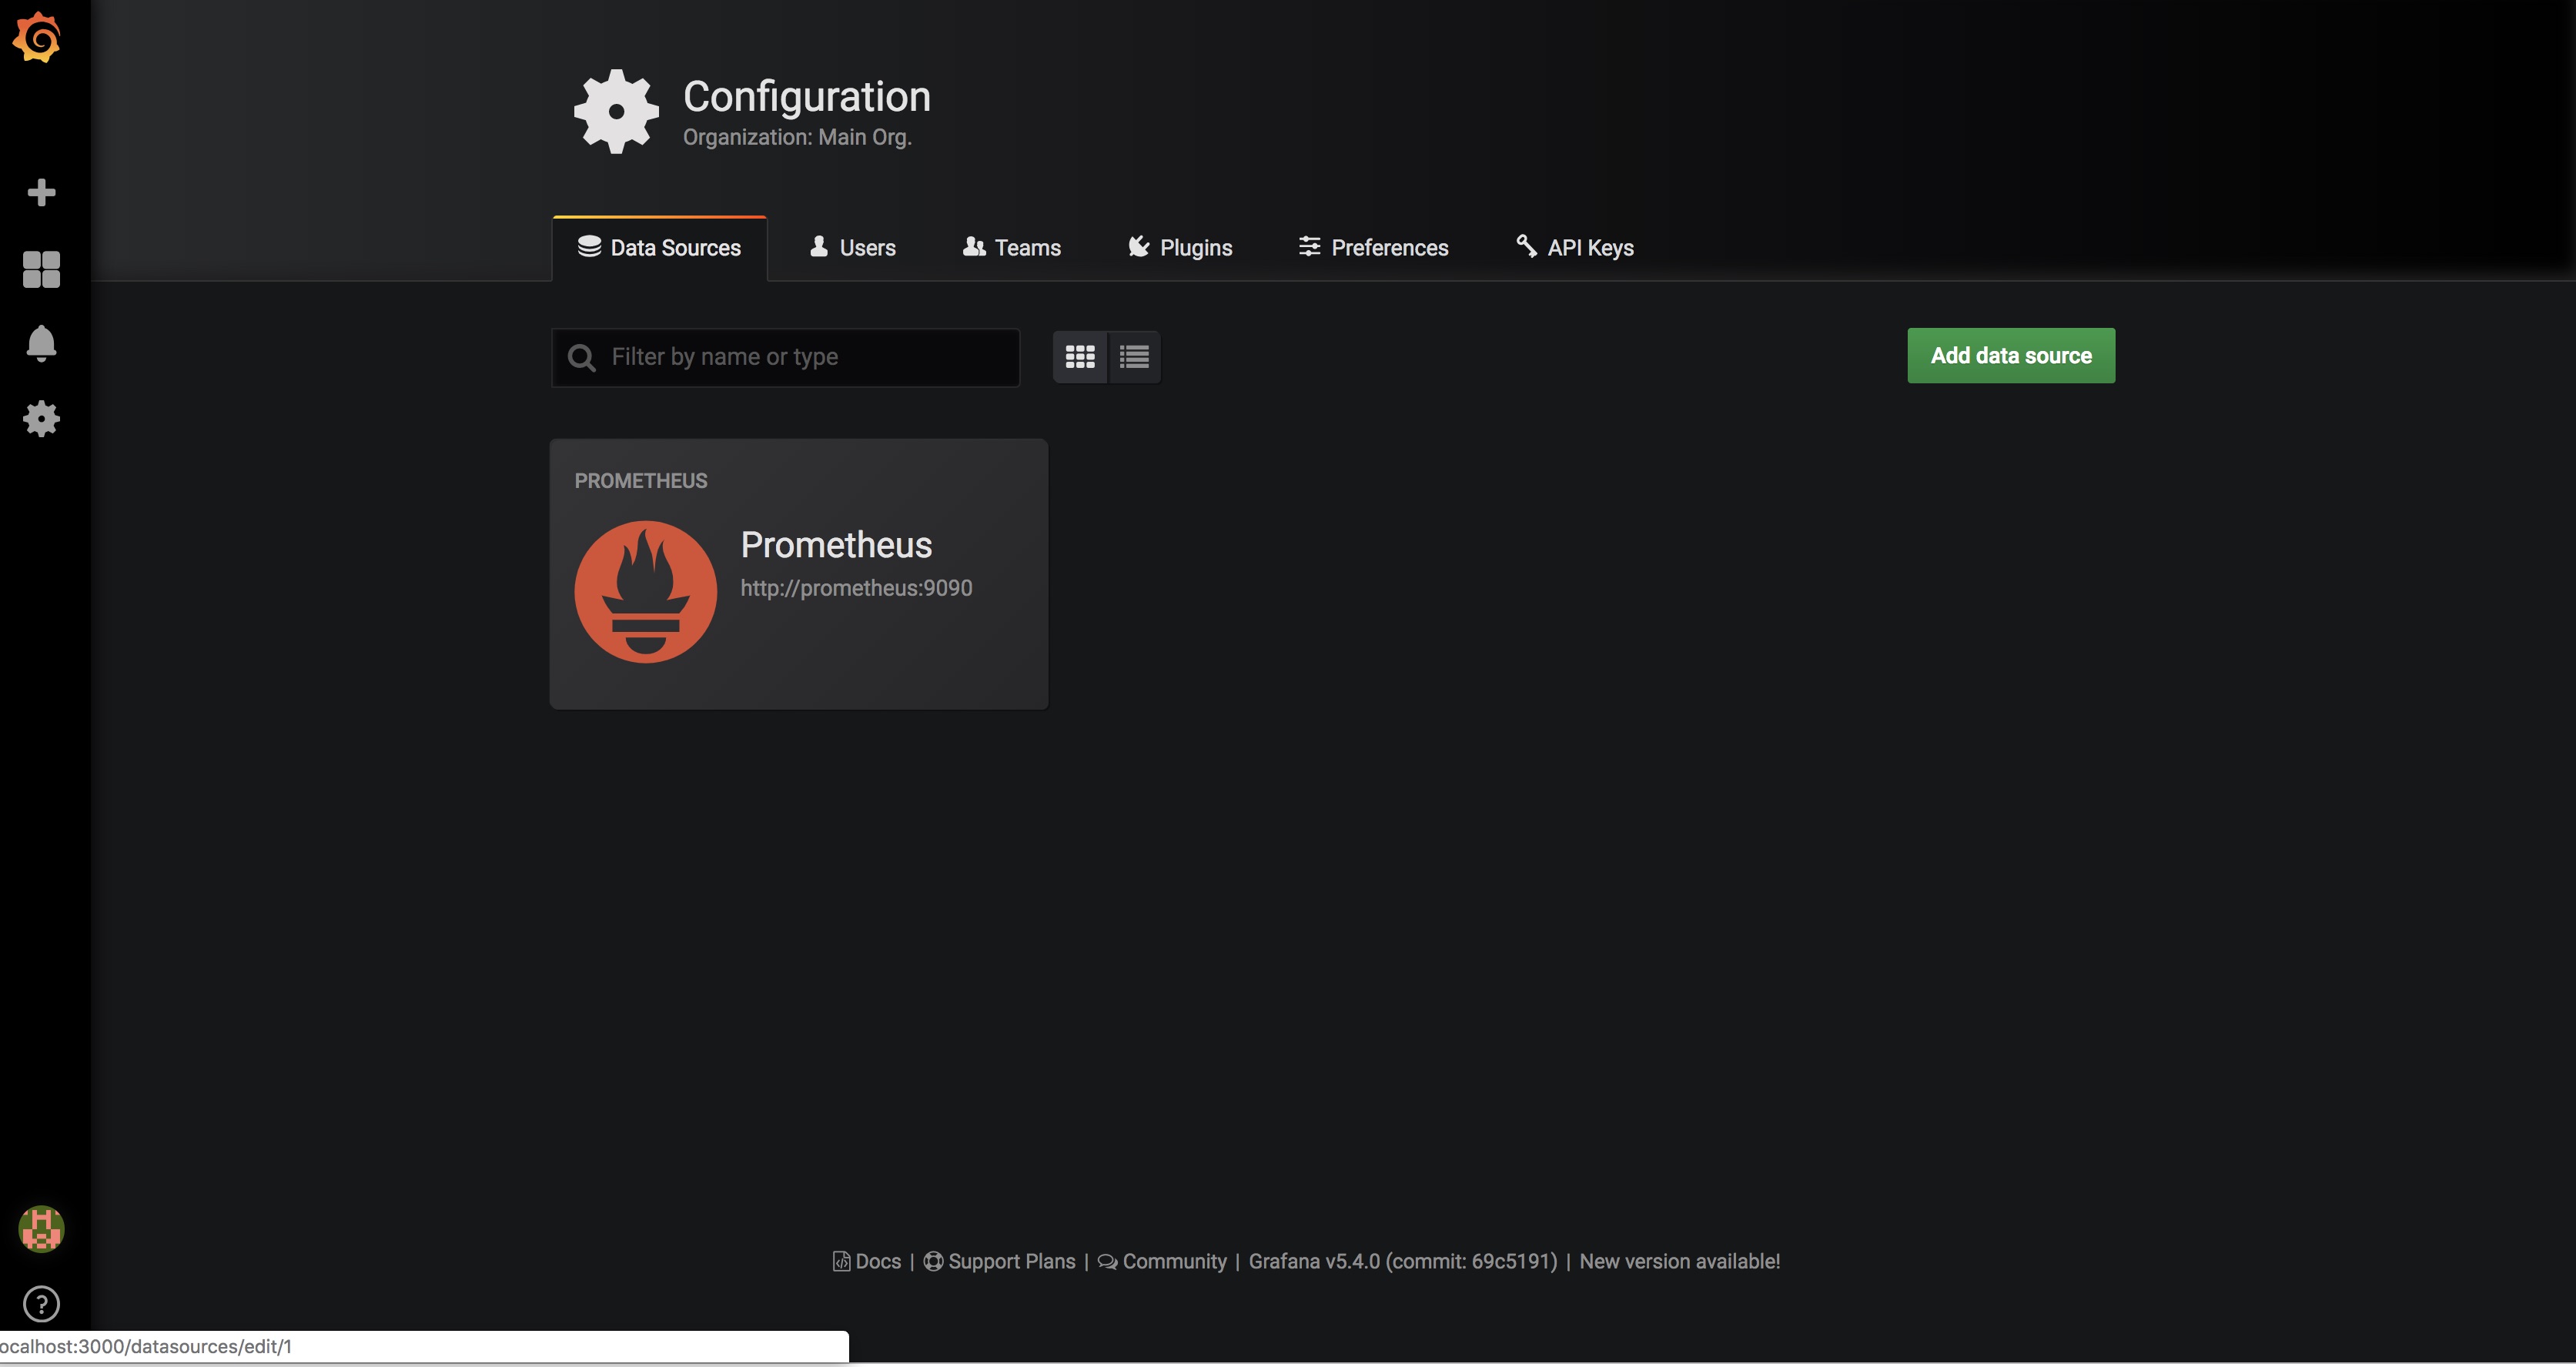 Configuration
Organization: Main Org.
Data Sources
Users
Teams
Plugins
Preferences
API Keys
Filter by name or type
Add data source
PROMETHEUS
Prometheus
http://prometheus:9090
Docs | Support Plans | Community | Grafana v5.4.0 (commit: 69c5191) | New version available!
?
ocalhost:3000/datasources/edit/1